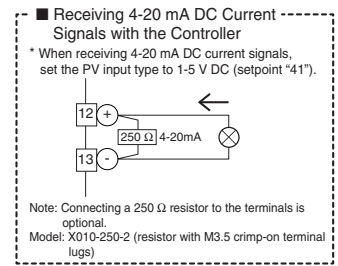 ■ Receiving 4-20 mA DC Current
Signals with the Controller
* When receiving 4-20 mA DC current signals,
set the PV input type to 1-5 V DC (setpoint “41”).
12 +
250 Ω 4-20mA
13 -
Note: Connecting a 250 Ω resistor to the terminals is
optional.
Model: X010-250-2 (resistor with M3.5 crimp-on terminal
lugs)